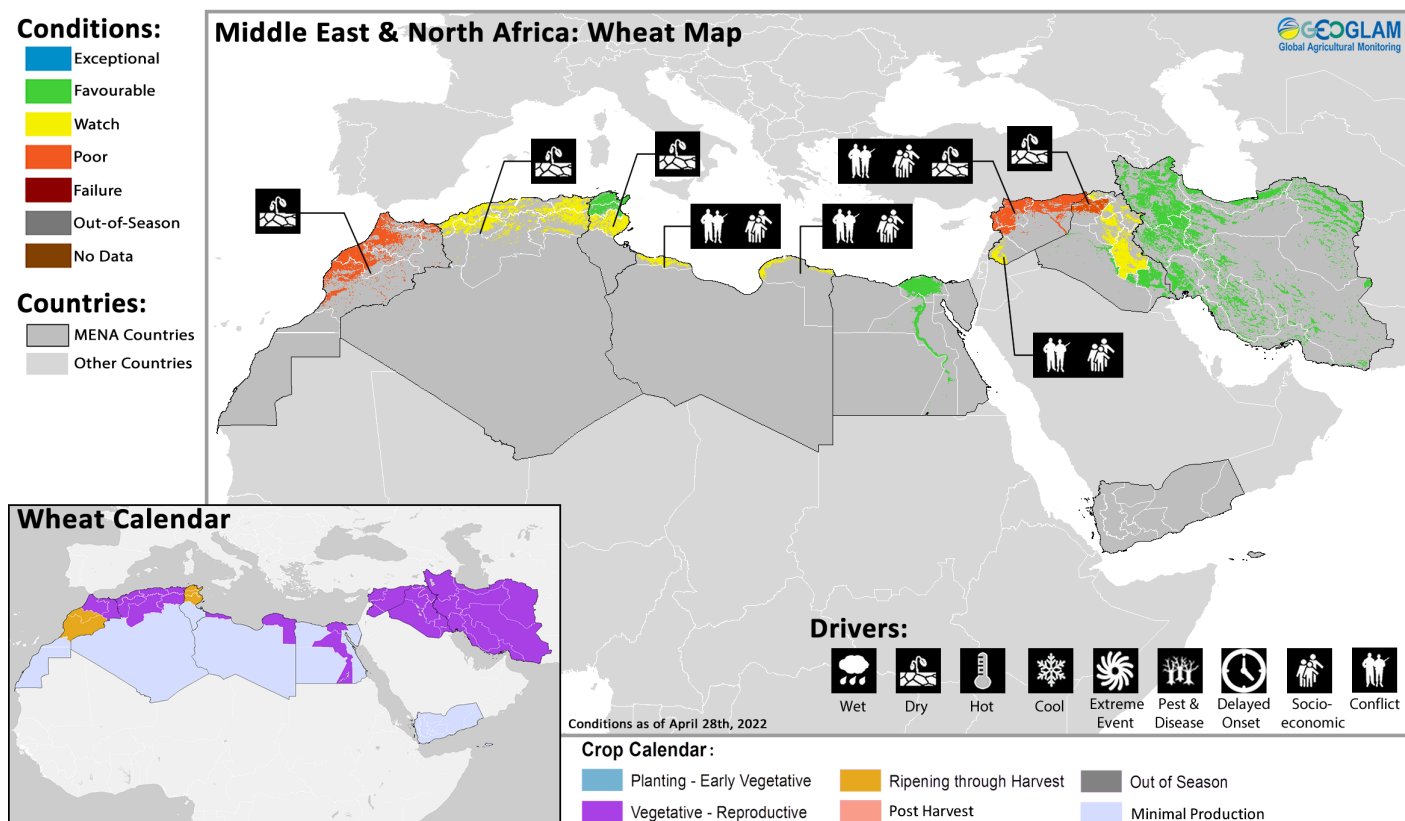 Conditions:
Exceptional
Favourable
Watch
Poor
Failure
Out-of-Season
No Data
Countries:
MENA Countries
Other Countries
Middle East & North Africa: Wheat Map
GEOGLAM
Global Agricultural Monitoring
Drivers:
Wet
Dry
Hot
Cool
Extreme Event
Pest & Disease
Delayed Onset
Socio-economic
Conflict
Conditions as of April 28th, 2022
Wheat Calendar
Crop Calendar:
Planting - Early Vegetative
Ripening through Harvest
Out of Season
Vegetative - Reproductive
Post Harvest
Minimal Production